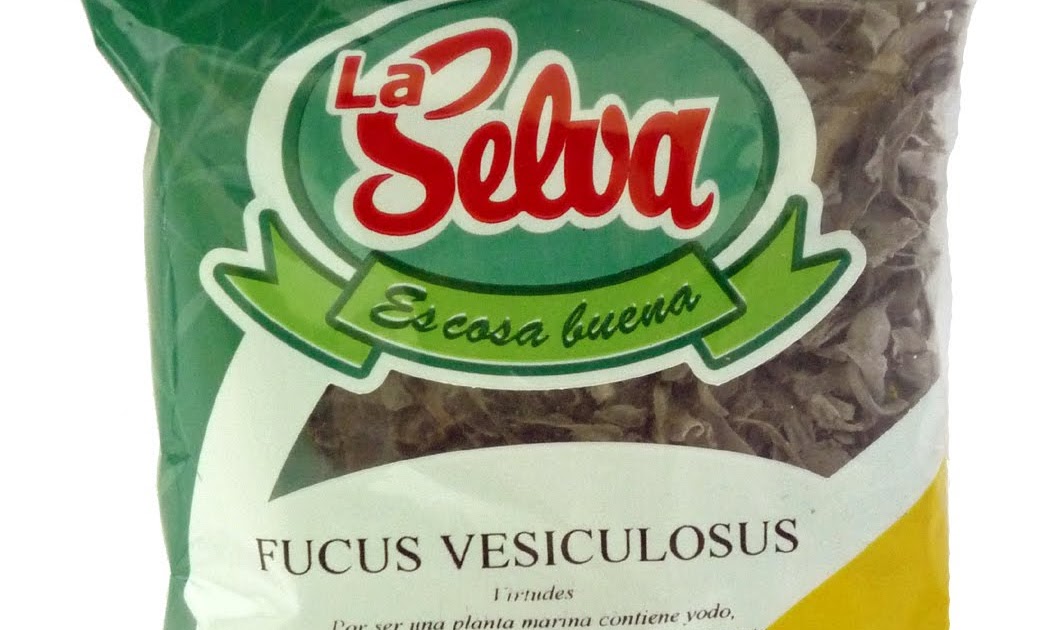 La
Selva
Es cosa buena
FUCUS VESICULOSUS
Virtudes
Por ser una planta marina contiene yodo,